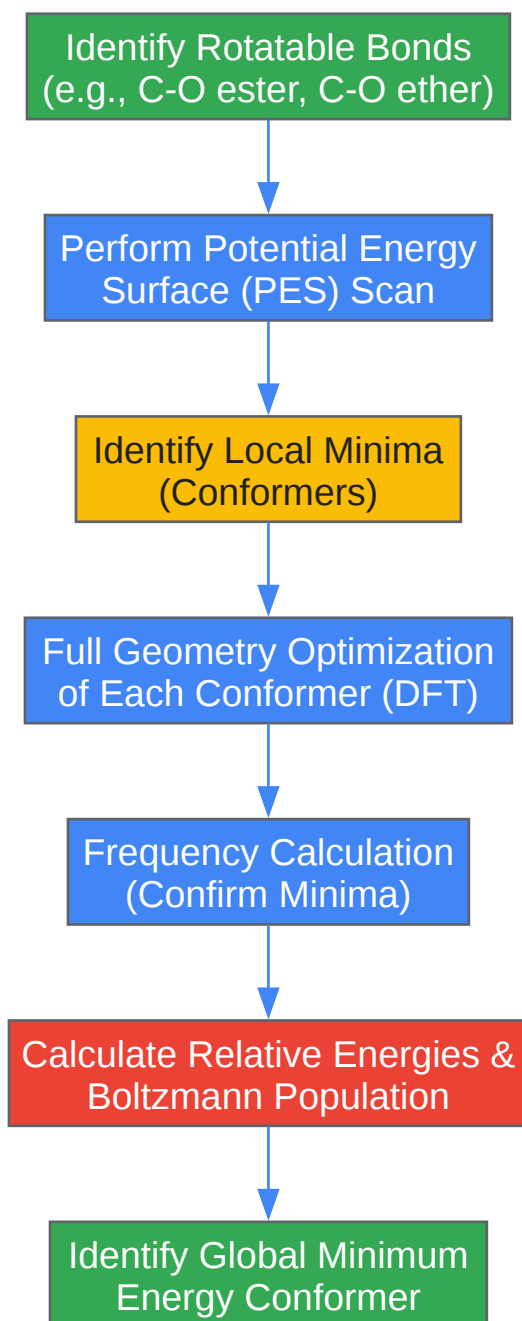 Identify Rotatable Bonds
(e.g., C-O ester, C-O ether)
Perform Potential Energy
Surface (PES) Scan
Identify Local Minima
(Conformers)
Full Geometry Optimization
of Each Conformer (DFT)
Frequency Calculation
(Confirm Minima)
Calculate Relative Energies &
Boltzmann Population
Identify Global Minimum
Energy Conformer